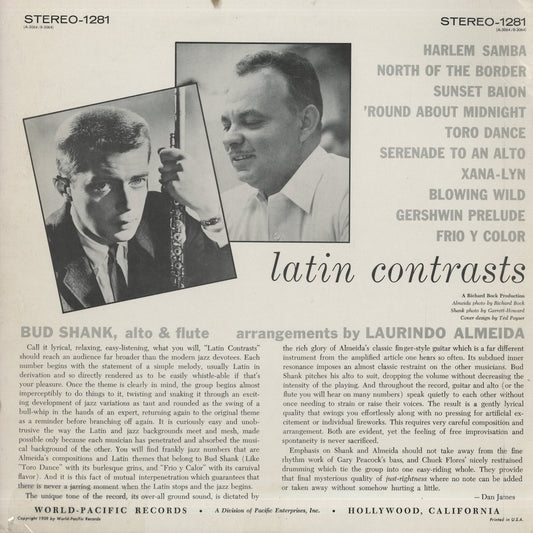 STEREO-1281
(A-3064/B-3064)
STEREO-1281
(A-3064/B-3064)
HARLEM SAMBA
NORTH OF THE BORDER
SUNSET BAION
'ROUND ABOUT MIDNIGHT
TORO DANCE
SERENADE TO AN ALTO
XANA-LYN
BLOWING WILD
GERSHWIN PRELUDE
FRIO Y COLOR
latin contrasts
A Richard Bock Production
Almeida photo by Richard Bock
Shank photo by Garrett-Howard
Cover design by Ted Poyser
BUD SHANK, alto & flute arrangements by LAURINDO ALMEIDA
Call it lyrical, relaxing, easy-listening, what you will, "Latin Contrasts"
should reach an audience far broader than the modern jazz devotees. Each
number begins with the statement of a simple melody, usually Latin in
derivation and so directly rendered as to be easily whistle-able if that's
your pleasure. Once the theme is clearly in mind, the group begins almost
imperceptibly to do things to it, twisting and snaking it through an excit-
ing development of jazz variations as taut and rounded as the swing of a
bull-whip in the hands of an expert, returning again to the original theme
as a reminder before branching off again. It is curiously easy and unob-
trusive the way the Latin and jazz backgrounds meet and mesh, made
possible only because each musician has penetrated and absorbed the musi-
cal background of the other. You will find frankly jazz numbers that are
Almeida's compositions and Latin themes that belong to Bud Shank (Like
"Toro Dance" with its burlesque grins, and "Frio y Calor" with its carnival
flavor). And it is this fact of mutual interpenetration which guarantees that
there is never a jarring moment when the Latin stops and the jazz begins.
The unique tone of the record, its over-all ground sound, is dictated by
the rich glory of Almeida's classic finger-style guitar which is a far different
instrument from the amplified article one hears so often. Its subdued inner
resonance imposes an almost classic restraint on the other musicians. Bud
Shank pitches his alto to suit, dropping the volume without decreasing the
intensity of the playing. And throughout the record, guitar and alto (or the
flute you will hear on many numbers) speak quietly to each other without
once needing to strain or raise their voices. The result is a gently lyrical
quality that swings you effortlessly along with no pressing for artificial ex-
citement or individual fireworks. This requires very careful composition and
arrangement. Both are evident, yet the feeling of free improvisation and
spontaneity is never sacrificed.
Emphasis on Shank and Almeida should not take away from the fine
rhythm work of Gary Peacock's bass, and Chuck Flores' nicely restrained
drumming which tie the group into one easy-riding whole. They provide
that final mysterious quality of just-rightness where no note can be added
or taken away without somehow hurting a little.
—Dan James
WORLD-PACIFIC RECORDS • A Division of Pacific Enterprises, Inc. • HOLLYWOOD, CALIFORNIA
Copyright 1959 by World-Pacific Records
Printed in U.S.A.